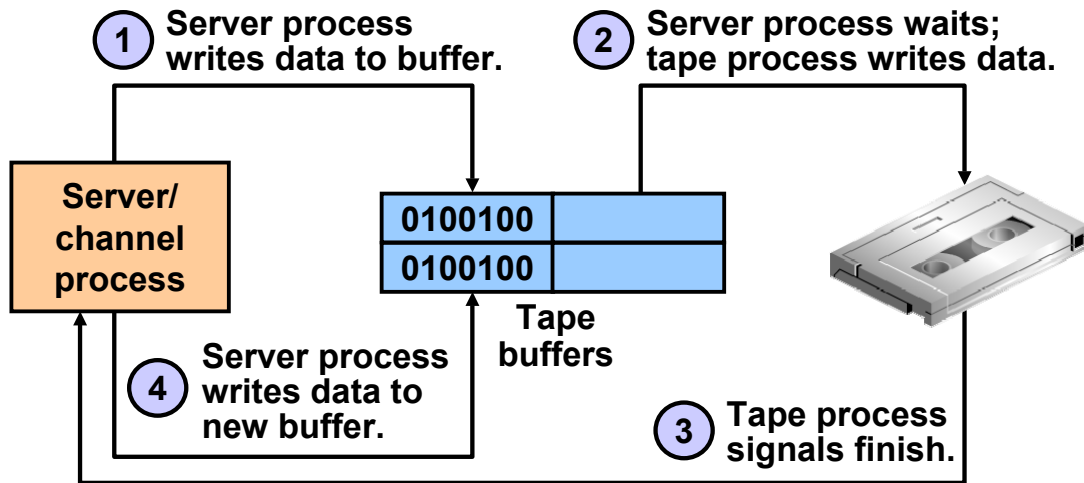 1
Server process
writes data to buffer.
2
Server process waits;
tape process writes data.
Server/
channel
process
0100100
0100100
Tape
buffers
4
Server process
writes data to
new buffer.
3
Tape process
signals finish.